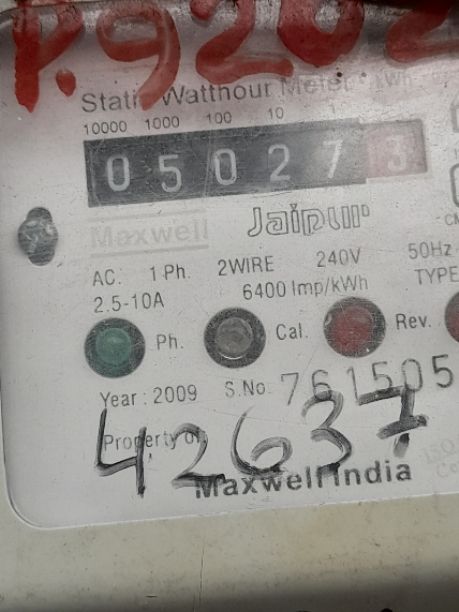 P.9202
Static Watthour Meter kWh
10000 1000 100 10 1
0 5 0 2 7 3
Maxwell Jaipur
AC. 1 Ph. 2WIRE 240V 50Hz
2.5-10A 6400 Imp/kWh TYPE
Ph. Cal. Rev.
Year : 2009 S.No. 761505
Property of
42637
Maxwell India